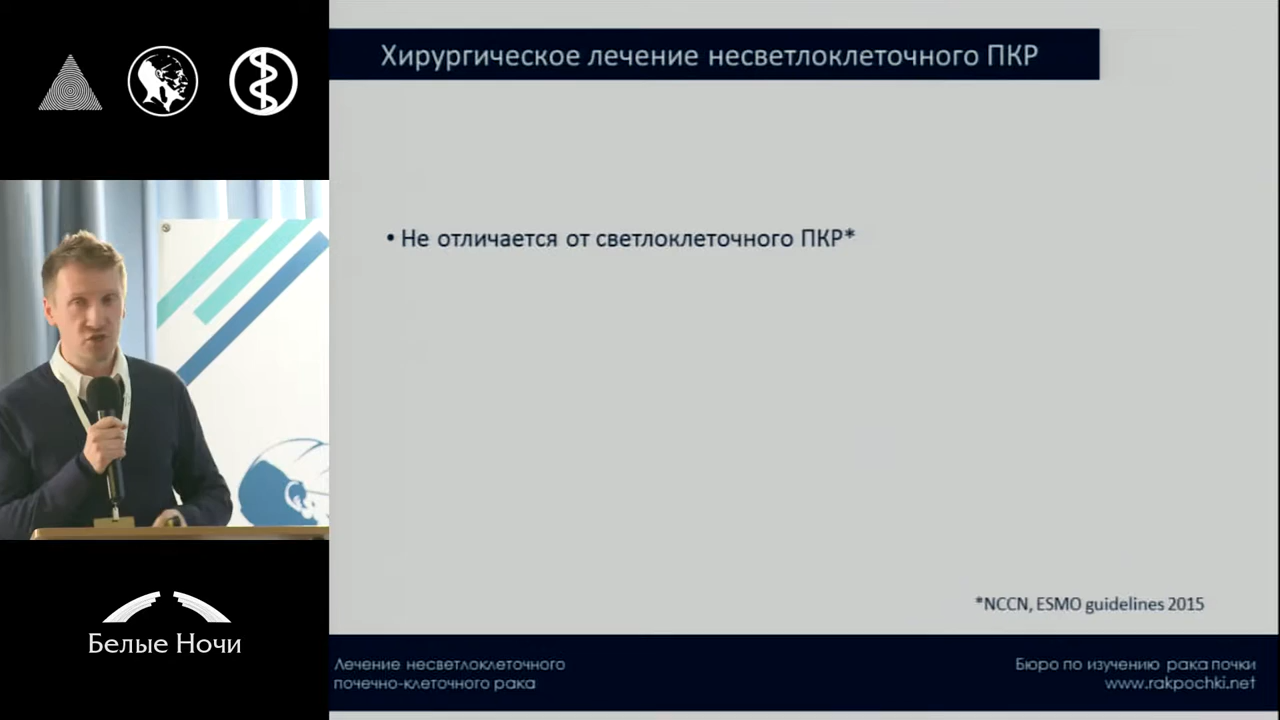 Хирургическое лечение несветлоклеточного ПКР
• Не отличается от светлоклеточного ПКР*
*NCCN, ESMO guidelines 2015
Лечение несветлоклеточного
почечно-клеточного рака
Бюро по изучению рака почки
www.rakpochki.net
Белые Ночи